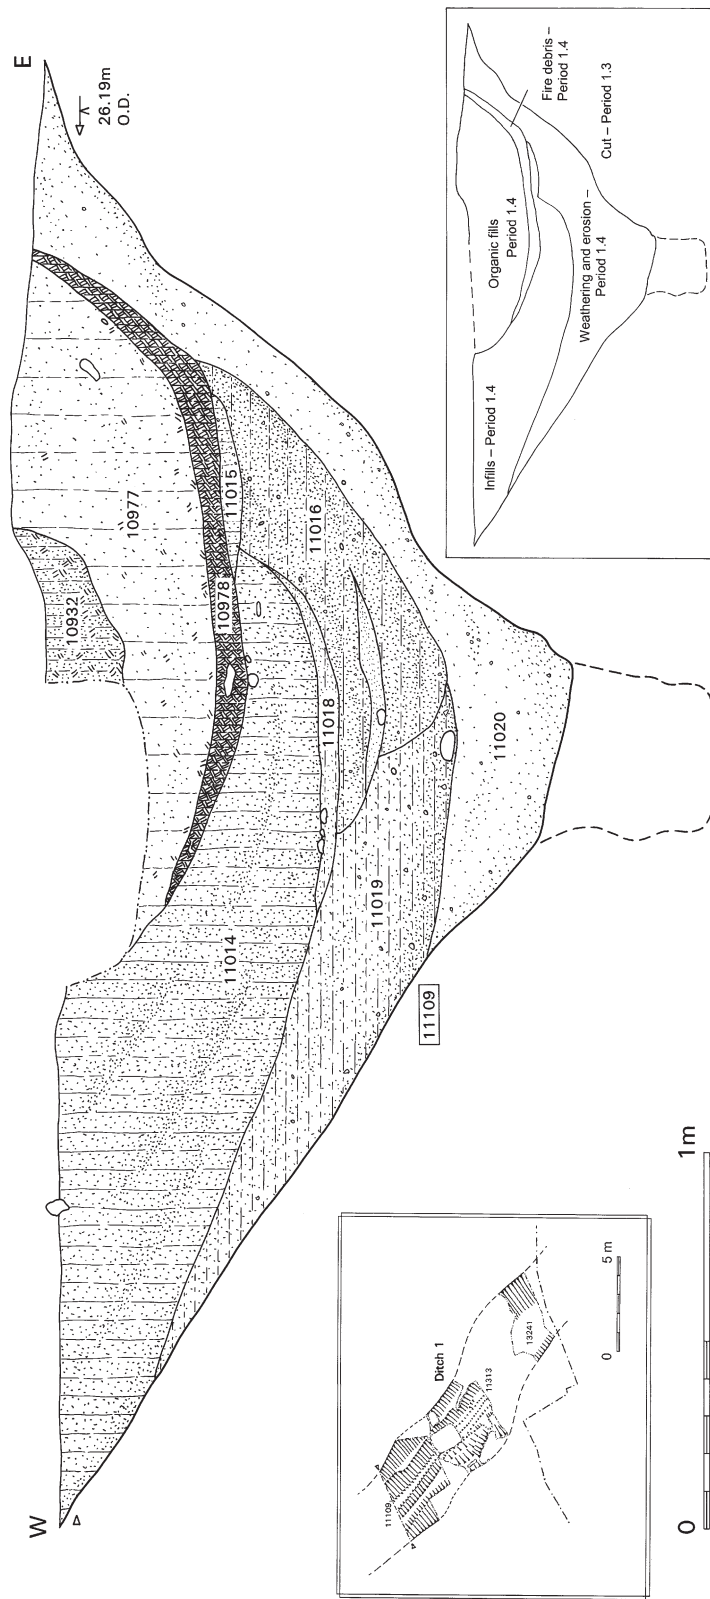 W
E
26.19m
O.D.
10932
10977
10978
11015
11014
11018
11016
11019
11020
11109
0
1m
Ditch 1
11109
11313
13241
0
5 m
Infills – Period 1.4
Organic fills
Period 1.4
Fire debris –
Period 1.4
Weathering and erosion –
Period 1.4
Cut – Period 1.3